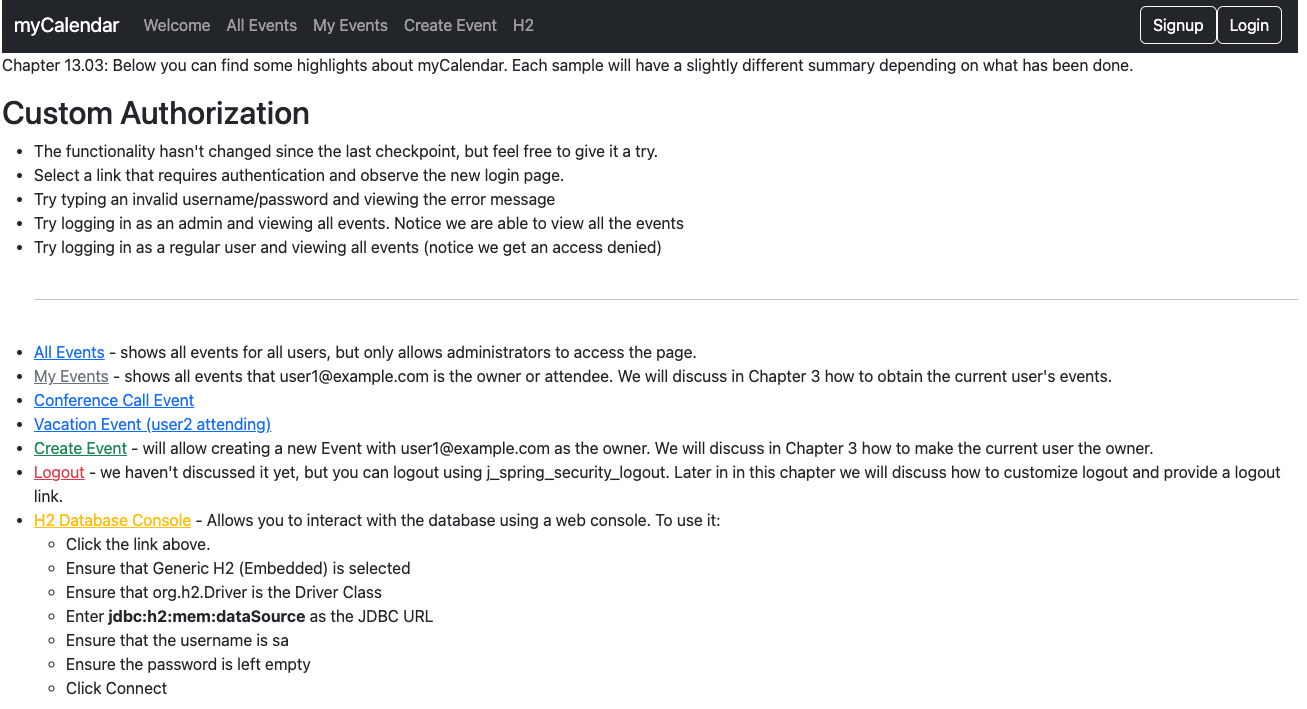 myCalendar Welcome All Events My Events Create Event H2 Signup Login
Chapter 13.03: Below you can find some highlights about myCalendar. Each sample will have a slightly different summary depending on what has been done.
Custom Authorization
• The functionality hasn't changed since the last checkpoint, but feel free to give it a try.
• Select a link that requires authentication and observe the new login page.
• Try typing an invalid username/password and viewing the error message
• Try logging in as an admin and viewing all events. Notice we are able to view all the events
• Try logging in as a regular user and viewing all events (notice we get an access denied)
• All Events - shows all events for all users, but only allows administrators to access the page.
• My Events - shows all events that user1@example.com is the owner or attendee. We will discuss in Chapter 3 how to obtain the current user's events.
• Conference Call Event
• Vacation Event (user2 attending)
• Create Event - will allow creating a new Event with user1@example.com as the owner. We will discuss in Chapter 3 how to make the current user the owner.
• Logout - we haven't discussed it yet, but you can logout using j_spring_security_logout. Later in in this chapter we will discuss how to customize logout and provide a logout
link.
• H2 Database Console - Allows you to interact with the database using a web console. To use it:
◦ Click the link above.
◦ Ensure that Generic H2 (Embedded) is selected
◦ Ensure that org.h2.Driver is the Driver Class
◦ Enter jdbc:h2:mem:dataSource as the JDBC URL
◦ Ensure that the username is sa
◦ Ensure the password is left empty
◦ Click Connect